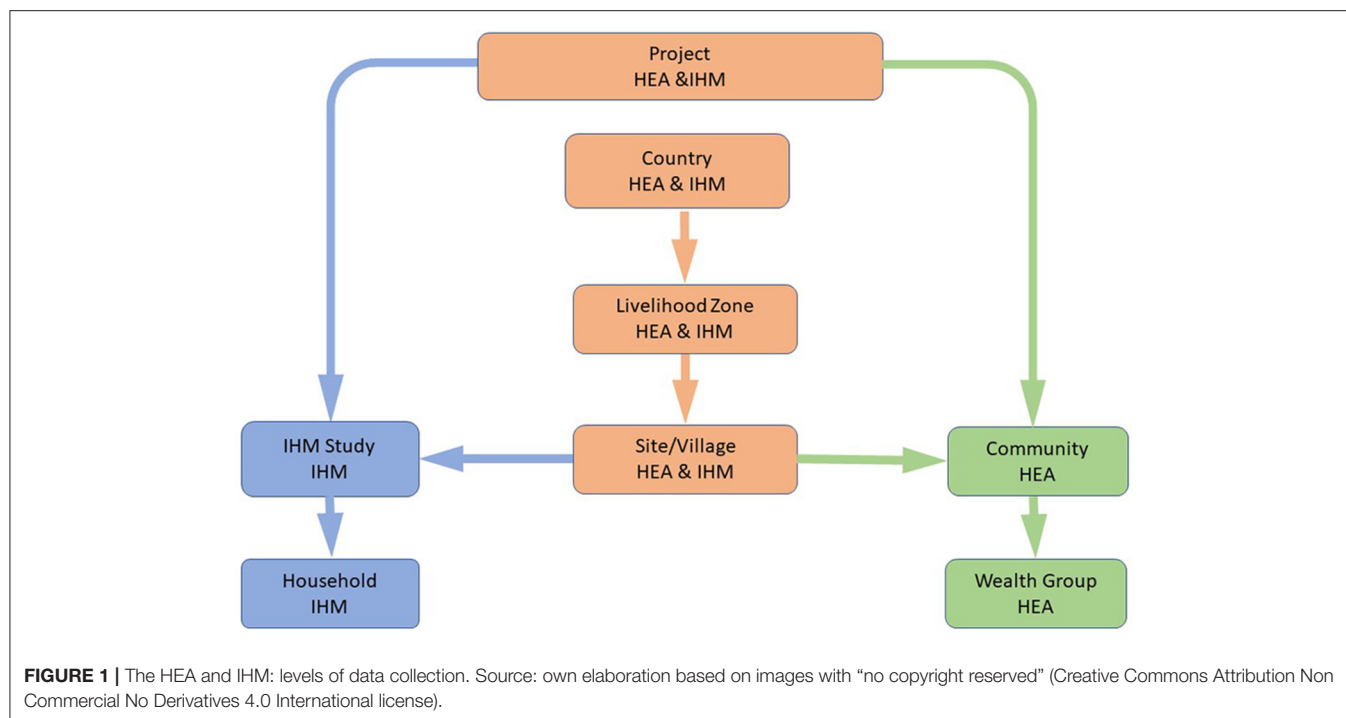 Project
HEA &IHM
Country
HEA & IHM
Livelihood Zone
HEA & IHM
IHM Study
IHM
Site/Village
HEA & IHM
Community
HEA
Household
IHM
Wealth Group
HEA
FIGURE 1 | The HEA and IHM: levels of data collection. Source: own elaboration based on images with “no copyright reserved” (Creative Commons Attribution Non
Commercial No Derivatives 4.0 International license).